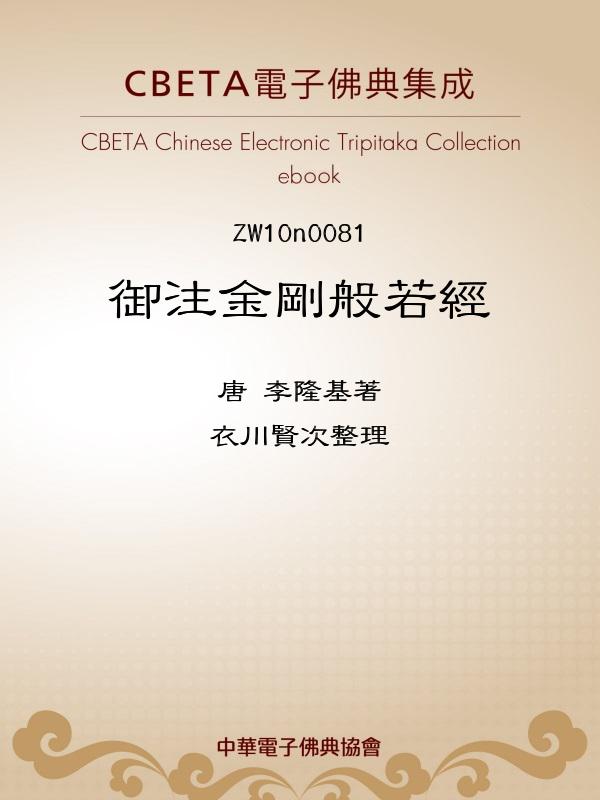 CBETA電子佛典集成
CBETA Chinese Electronic Tripitaka Collection
ebook
ZW10n0081
御注金剛般若經
唐 李隆基著
衣川賢次整理
中華電子佛典協會